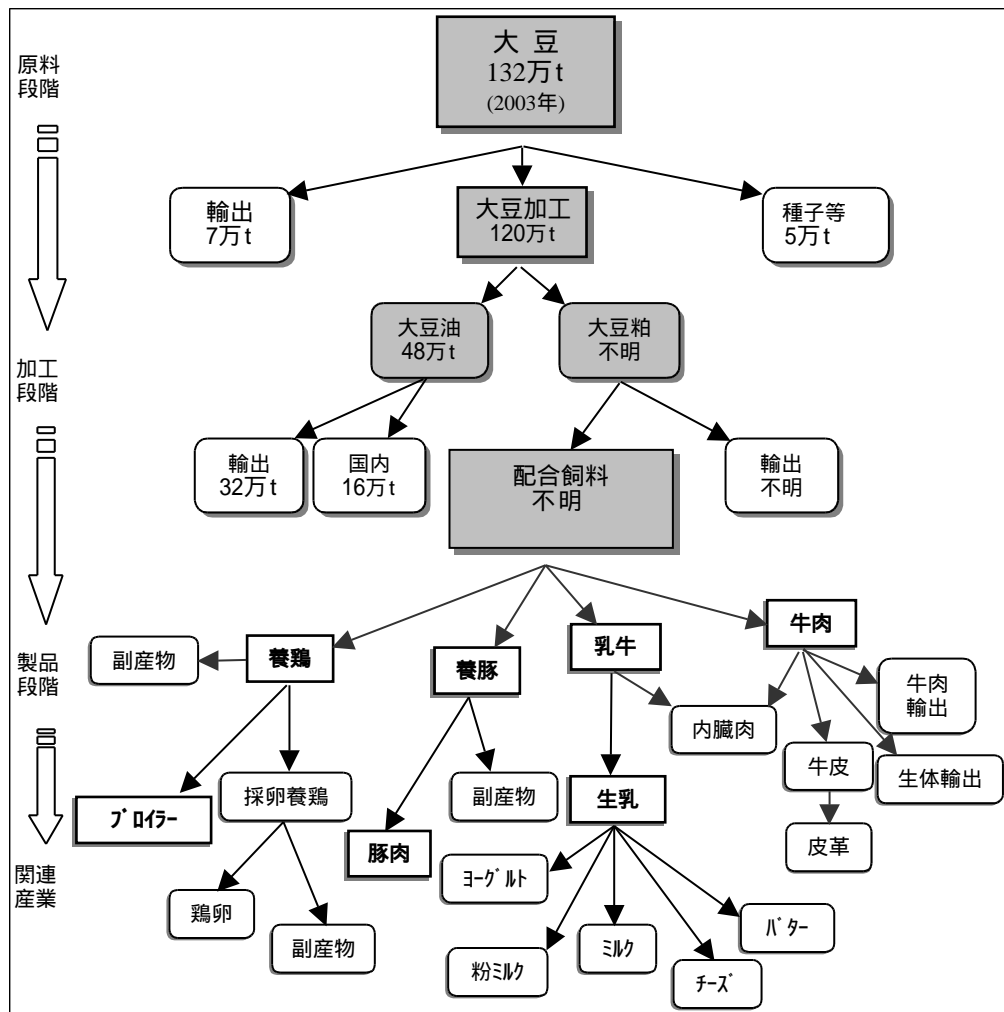 原料
段階
大 豆
132万t
(2003年)
輸出
7万t
大豆加工
120万t
種子等
5万t
大豆油
48万t
大豆粕
不明
加工
段階
輸出
32万t
国内
16万t
配合飼料
不明
輸出
不明
製品
段階
副産物
養鶏
養豚
乳牛
牛肉
内臓肉
牛肉
輸出
牛皮
生体輸出
ﾌﾞﾛｲﾗｰ
採卵養鶏
豚肉
副産物
生乳
皮革
関連
産業
鶏卵
副産物
ﾖｰｸﾞﾙﾄ
粉ﾐﾙｸ
ﾐﾙｸ
ﾁｰｽﾞ
ﾊﾞﾀｰ